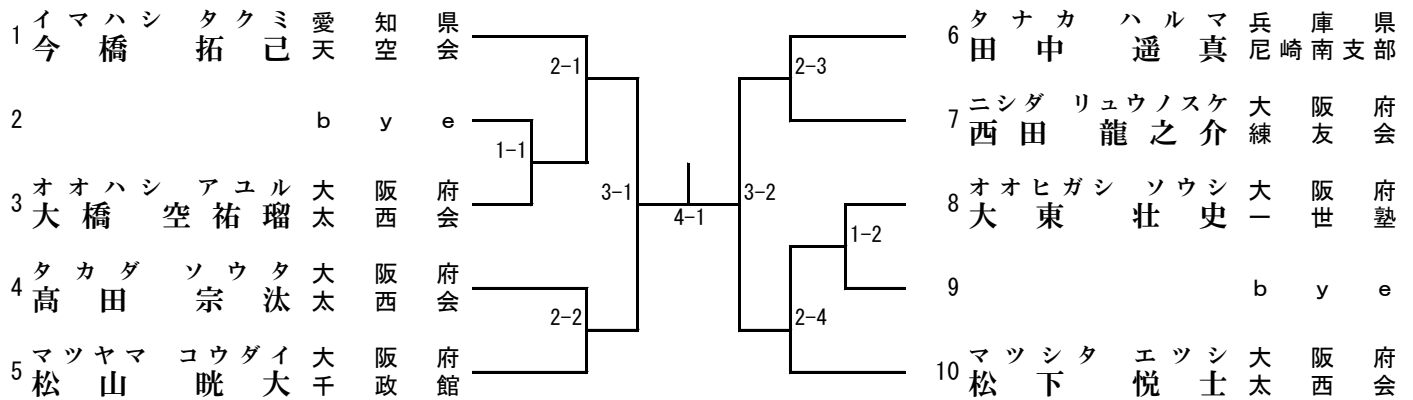 イマハシ タクミ 愛知県
1 今橋 拓己 天空会
2 bye
オオハシ アユル 大阪府
3 大橋 空祐瑠 太西会
タカダ ソウタ 大阪府
4 髙田 宗汰 太西会
マツヤマ コウダイ 大阪府
5 松山 晄大 千政館
2-1
1-1
3-1
2-2
4-1
3-2
2-3
1-2
2-4
タナカ ハルマ 兵庫県
6 田中 遥真 尼崎南支部
ニシダ リュウノスケ 大阪府
7 西田 龍之介 練友会
オオヒガシ ソウシ 大阪府
8 大東 壮史 一世塾
9 bye
マツシタ エツシ 大阪府
10 松下 悦士 太西会